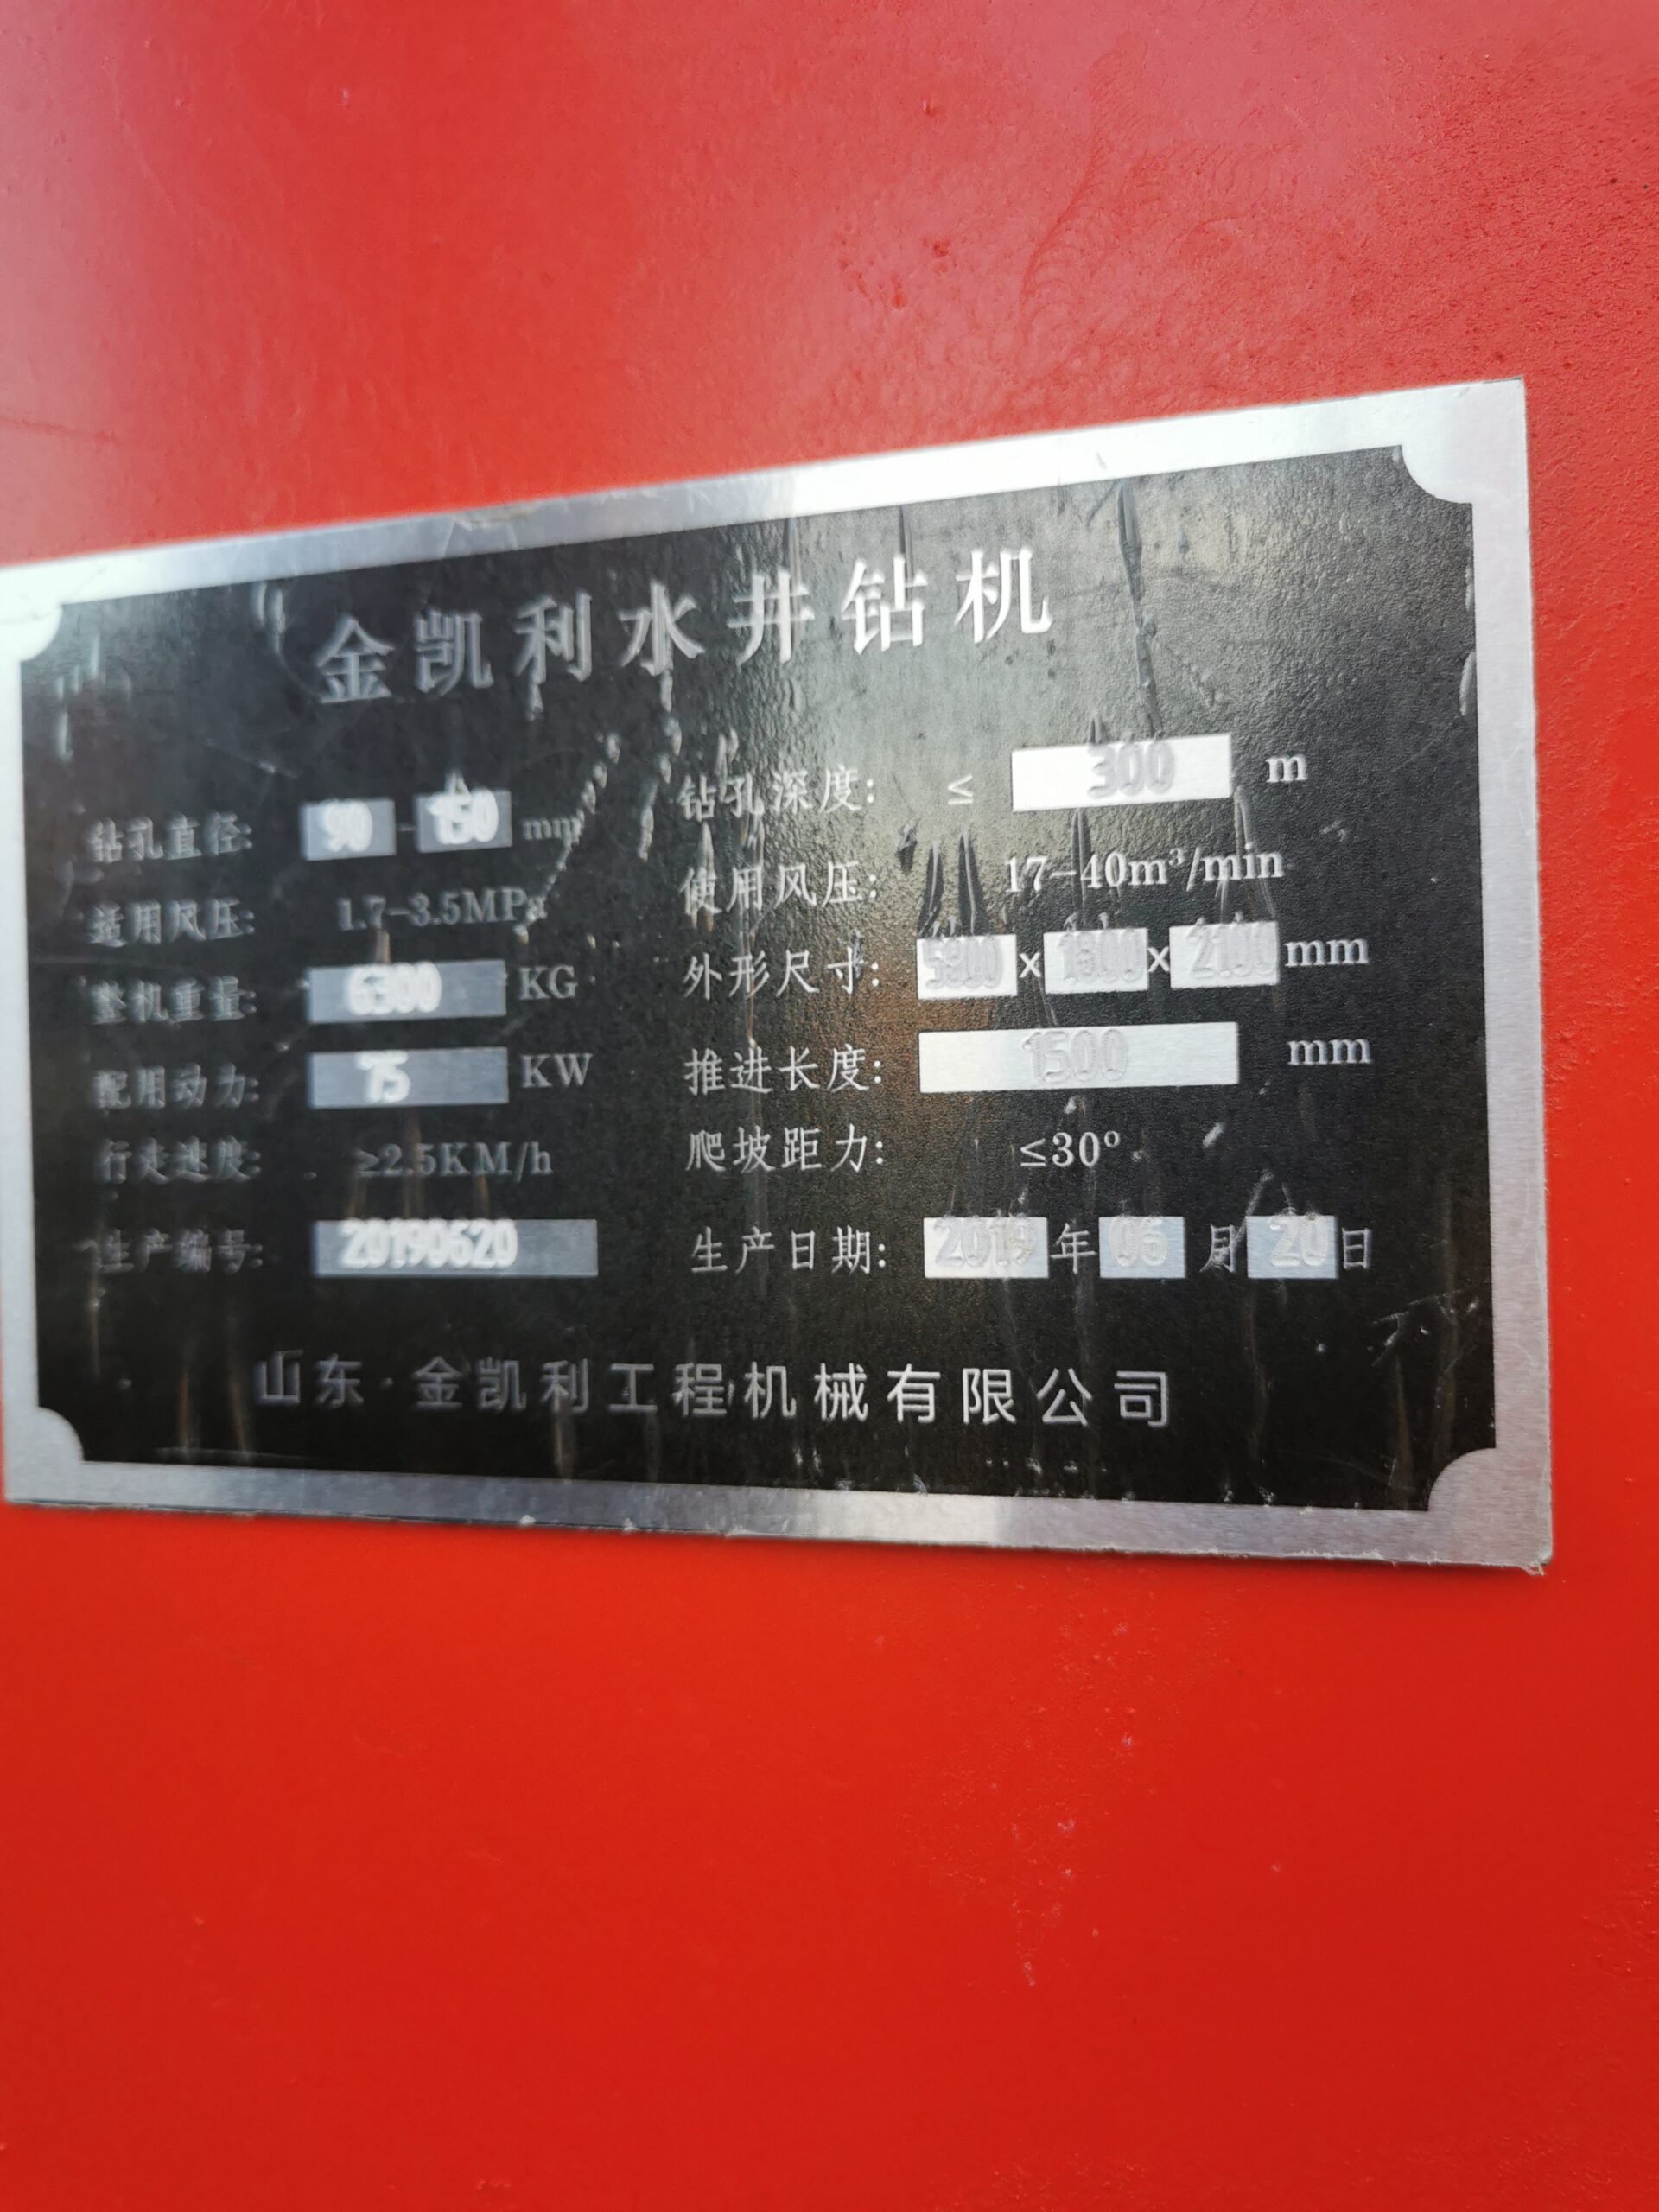 金凯利水井钻机
钻孔直径: 90 - 150 mm 钻孔深度: ≤ 300 m
适用风压: 1.7-3.5MPa 使用风压: 17-40m³/min
整机重量: 6300 KG 外形尺寸: x x 2100 mm
配用动力: 75 KW 推进长度: 1500 mm
行走速度: ≥2.5KM/h 爬坡距力: ≤30°
生产编号: 20190620 生产日期: 2019 年 06 月 20 日
山东·金凯利工程机械有限公司